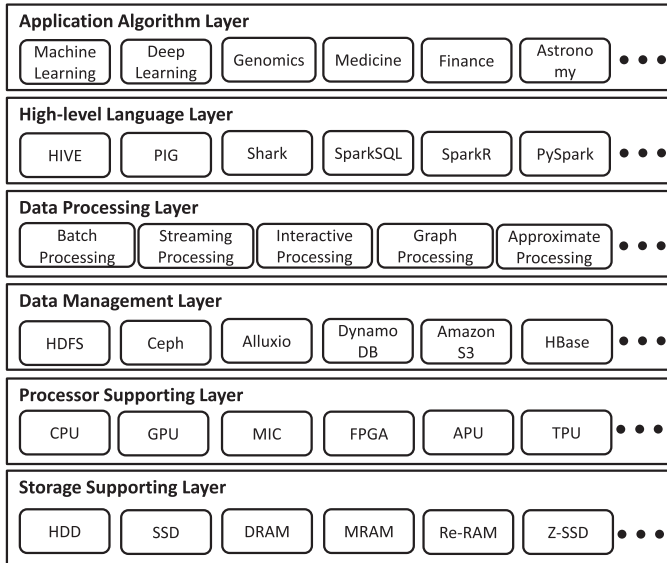 Application Algorithm Layer
Machine Learning
Deep Learning
Genomics
Medicine
Finance
Astrono my
High-level Language Layer
HIVE
PIG
Shark
SparkSQL
SparkR
PySpark
Data Processing Layer
Batch Processing
Streaming Processing
Interactive Processing
Graph Processing
Approximate Processing
Data Management Layer
HDFS
Ceph
Alluxio
Dynamo DB
Amazon S3
HBase
Processor Supporting Layer
CPU
GPU
MIC
FPGA
APU
TPU
Storage Supporting Layer
HDD
SSD
DRAM
MRAM
Re-RAM
Z-SSD